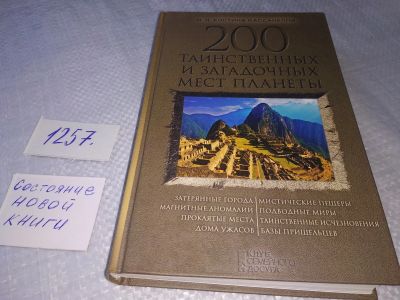 200
ТАИНСТВЕННЫХ
И ЗАГАДОЧНЫХ
МЕСТ ПЛАНЕТЫ
ЗАТЕРЯННЫЕ ГОРОДА
МАГНИТНЫЕ АНОМАЛИИ
ПРОКЛЯТЫЕ МЕСТА
ДОМА УЖАСОВ
МИСТИЧЕСКИЕ ПЕЩЕРЫ
ПОДВОДНЫЕ МИРЫ
ТАИНСТВЕННЫЕ ИСЧЕЗНОВЕНИЯ
БАЗЫ ПРИШЕЛЬЦЕВ
КЛУБ
СЕМЕЙНОГО
ДОСУГА
1257.
Состояние
НОВОЙ
КНИГИ